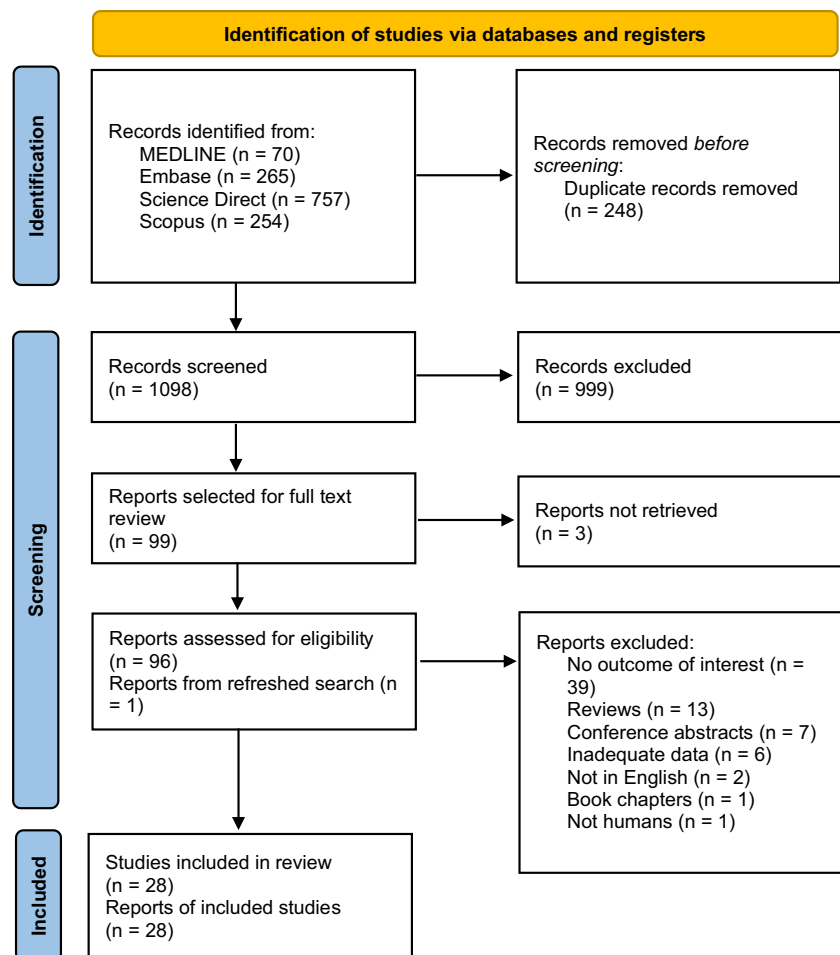 Identification of studies via databases and registers
Identification
Records identified from:
MEDLINE (n = 70)
Embase (n = 265)
Science Direct (n = 757)
Scopus (n = 254)
Records removed before
screening:
Duplicate records removed
(n = 248)
Screening
Records screened
(n = 1098)
Records excluded
(n = 999)
Reports selected for full text
review
(n = 99)
Reports not retrieved
(n = 3)
Reports assessed for eligibility
(n = 96)
Reports from refreshed search (n
= 1)
Reports excluded:
No outcome of interest (n =
39)
Reviews (n = 13)
Conference abstracts (n = 7)
Inadequate data (n = 6)
Not in English (n = 2)
Book chapters (n = 1)
Not humans (n = 1)
Included
Studies included in review
(n = 28)
Reports of included studies
(n = 28)